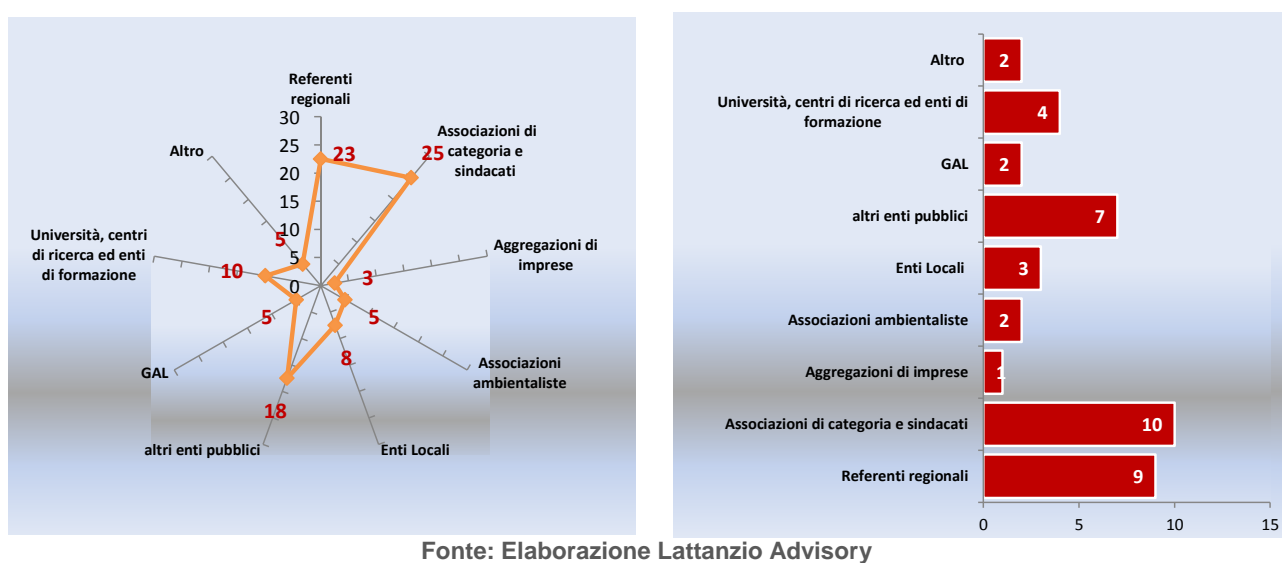 Referenti
regionali
30
25
20
15
10
5
0
23
Associazioni di
categoria e
sindacati
25
Aggregazioni di
imprese
3
Associazioni
ambientaliste
5
Enti Locali
8
altri enti pubblici
18
GAL
5
Università, centri
di ricerca ed enti
di formazione
10
Altro
5
Altro
2
Università, centri di ricerca ed enti di
formazione
4
GAL
2
altri enti pubblici
7
Enti Locali
3
Associazioni ambientaliste
2
Aggregazioni di imprese
1
Associazioni di categoria e sindacati
10
Referenti regionali
9
0 5 10 15
Fonte: Elaborazione Lattanzio Advisory